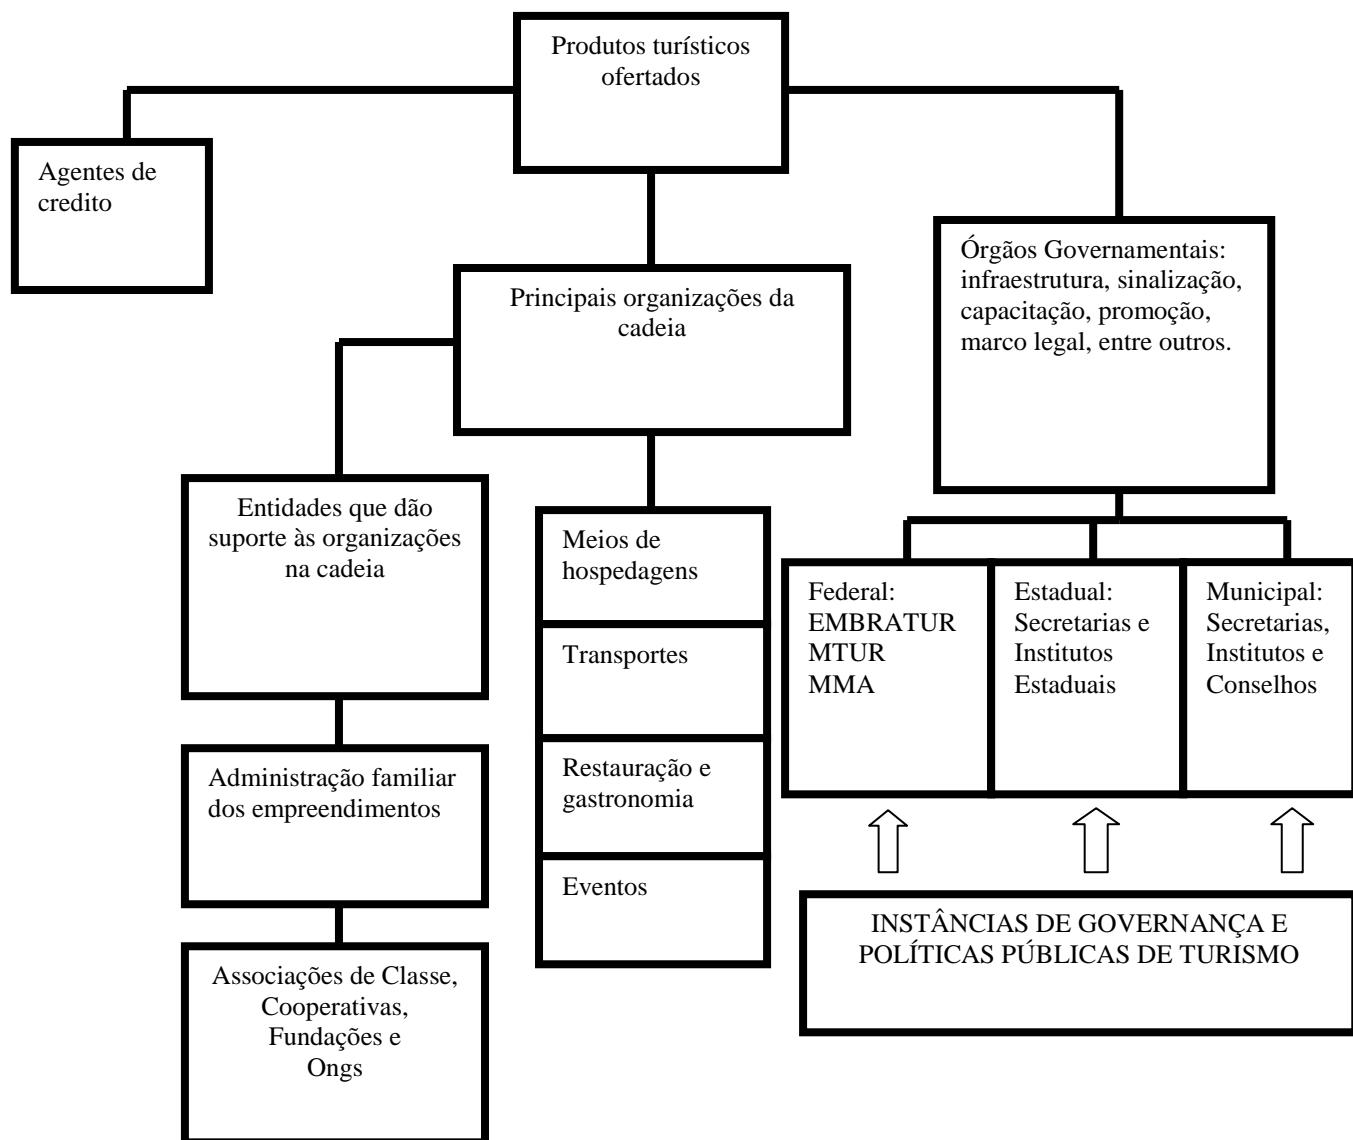 Produtos turísticos
ofertados
Agentes de
credito
Órgãos Governamentais:
infraestrutura, sinalização,
capacitação, promoção,
marco legal, entre outros.
Principais organizações da
cadeia
Entidades que dão
suporte às organizações
na cadeia
Meios de
hospedagens
Transportes
Restauração e
gastronomia
Eventos
Federal:
EMBRATUR
MTUR
MMA
Estadual:
Secretarias e
Institutos
Estaduais
Municipal:
Secretarias,
Institutos e
Conselhos
Administração familiar
dos empreendimentos
INSTÂNCIAS DE GOVERNANÇA E
POLÍTICAS PÚBLICAS DE TURISMO
Associações de Classe,
Cooperativas,
Fundações e
Ongs